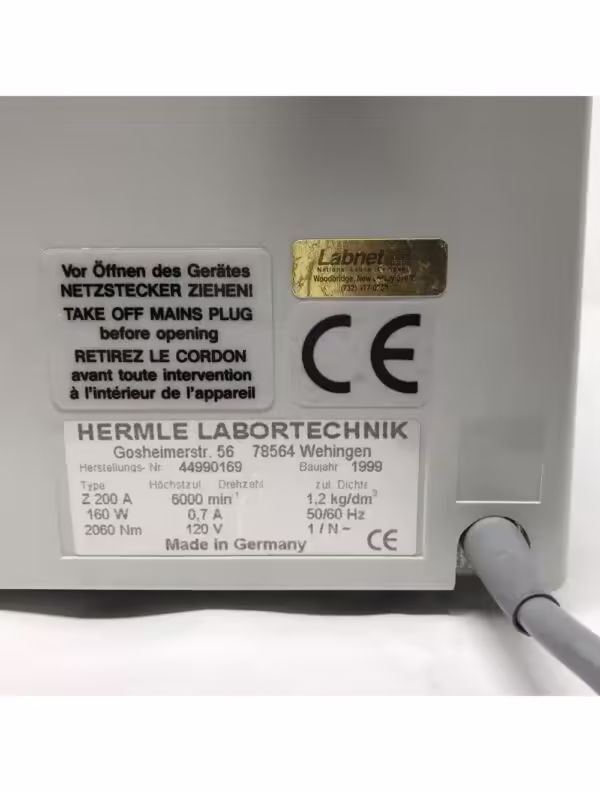 Vor Öffnen des Gerätes
NETZSTECKER ZIEHEN!
TAKE OFF MAINS PLUG
before opening
RETIREZ LE CORDON
avant toute intervention
à l'intérieur de l'appareil
Labnet
Woodbridge, New
CE
HERMLE LABORTECHNIK
Gosheimerstr. 56 78564 Wehingen
Herstellungs- Nr. 44990169 Baujahr 1999
Type Höchstzul. Drehzahl zul. Dichte
Z 200 A 6000 min⁻¹ 1,2 kg/dm³
160 W 0,7 A 50/60 Hz
2060 Nm 120 V 1 / N ~
Made in Germany CE